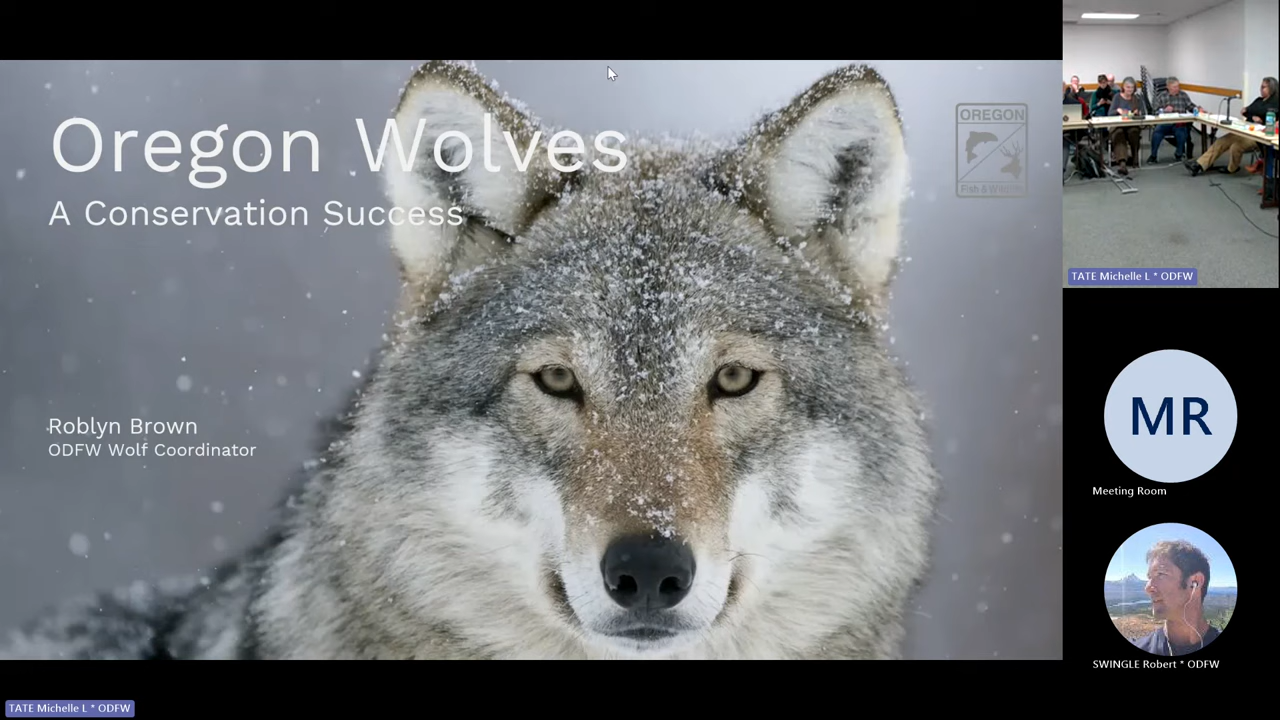 Oregon Wolves
A Conservation Success
OREGON
Fish & Wildlife
Roblyn Brown
ODFW Wolf Coordinator
TATE Michelle L * ODFW
MR
Meeting Room
SWINGLE Robert * ODFW
TATE Michelle L * ODFW